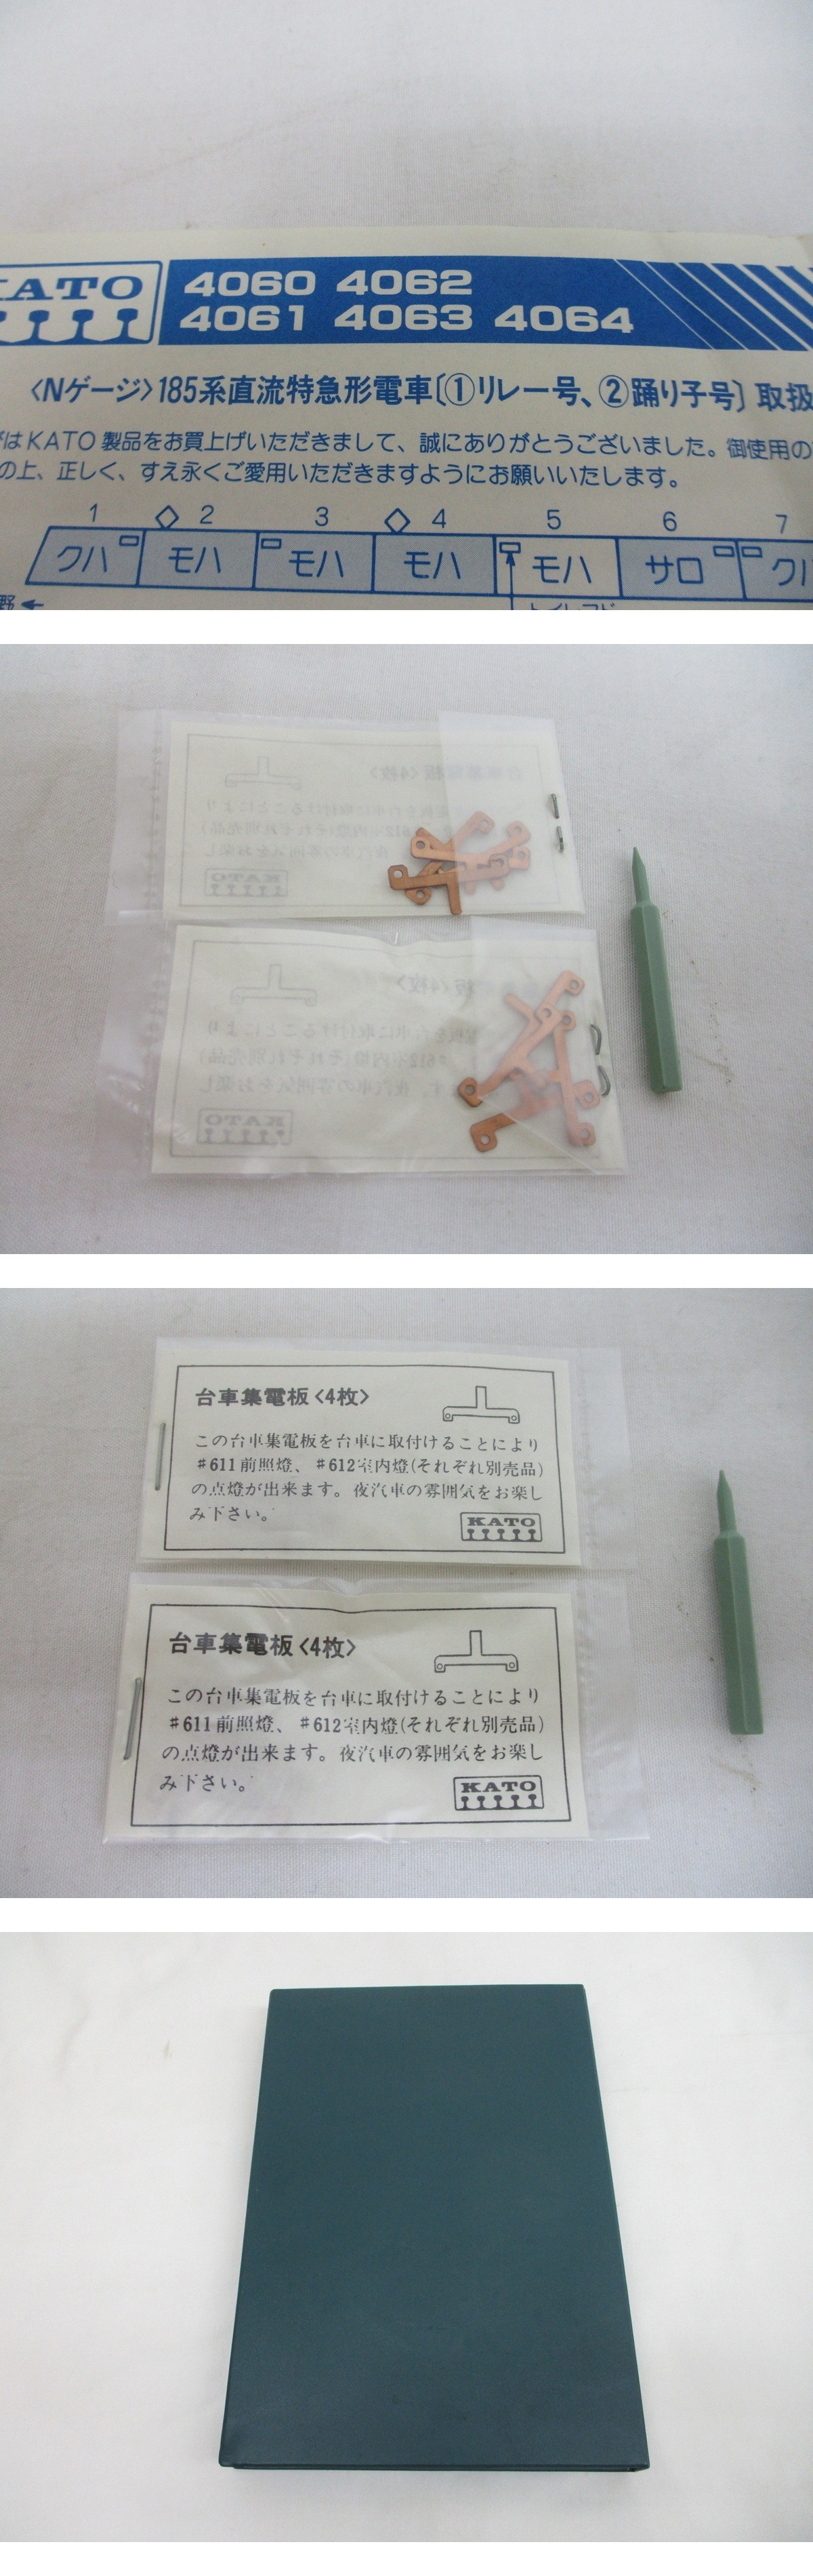 KATO
4060 4062
4061 4063 4064
〈Nゲージ〉185系直流特急形電車〔①リレー号、②踊り子号〕取扱
はKATO製品をお買上げいただきまして、誠にありがとうございました。御使用の
の上、正しく、すえ永くご愛用いただきますようにお願いいたします。
1 ◇ 2 3 ◇ 4 5 6 7
クハ モハ モハ モハ モハ サロ クハ
野←
台車集電板〈4枚〉
KATO
〈4枚〉
KATO
台車集電板〈4枚〉
この台車集電板を台車に取付けることにより
#611前照燈、#612室内燈(それぞれ別売品)
の点燈が出来ます。夜汽車の雰囲気をお楽し
み下さい。
KATO
台車集電板〈4枚〉
この台車集電板を台車に取付けることにより
#611前照燈、#612室内燈(それぞれ別売品)
の点燈が出来ます。夜汽車の雰囲気をお楽し
み下さい。
KATO